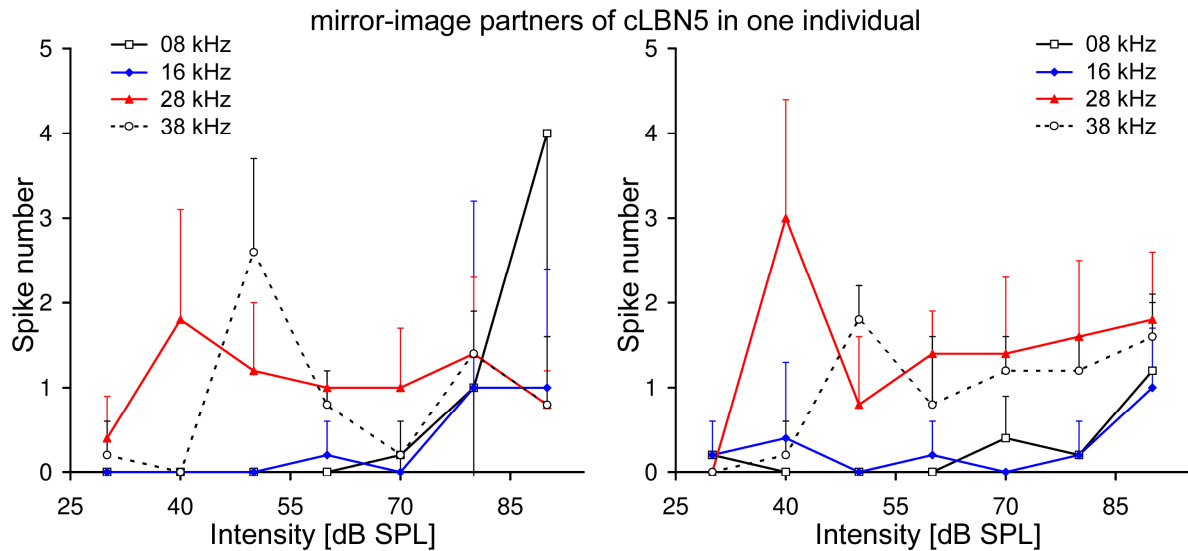 mirror-image partners of cLBN5 in one individual
08 kHz
16 kHz
28 kHz
38 kHz
5
4
3
2
1
0
Spike number
25 40 55 70 85
Intensity [dB SPL]
08 kHz
16 kHz
28 kHz
38 kHz
5
4
3
2
1
0
Spike number
25 40 55 70 85
Intensity [dB SPL]